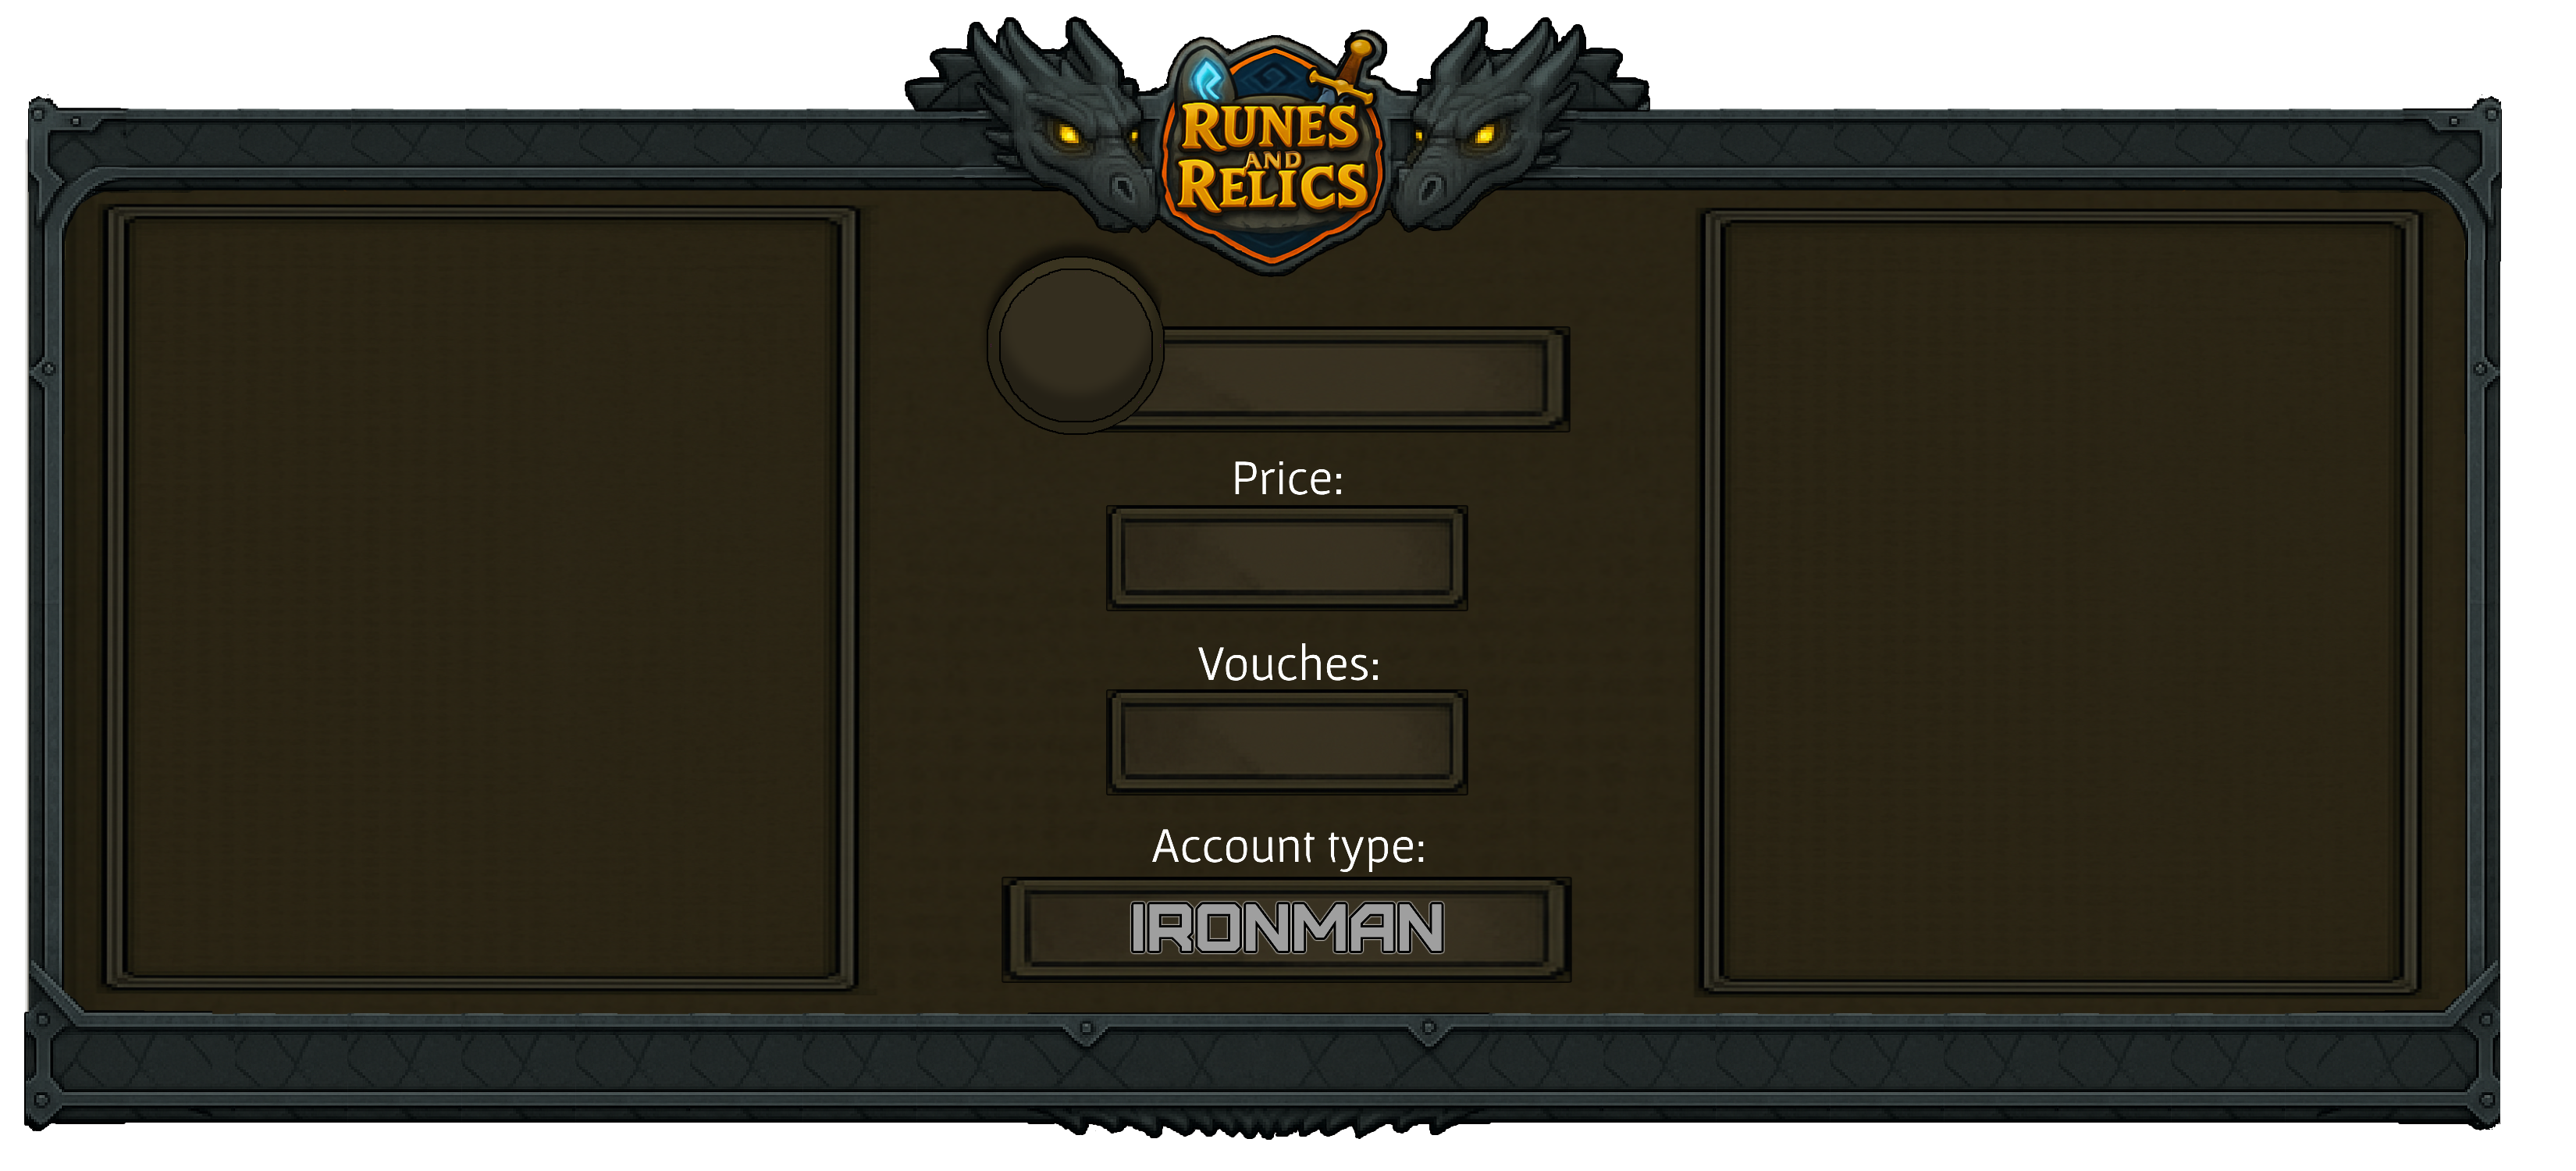 RUNES
AND
RELICS
Price:
Vouches:
Account type:
IRONMAN